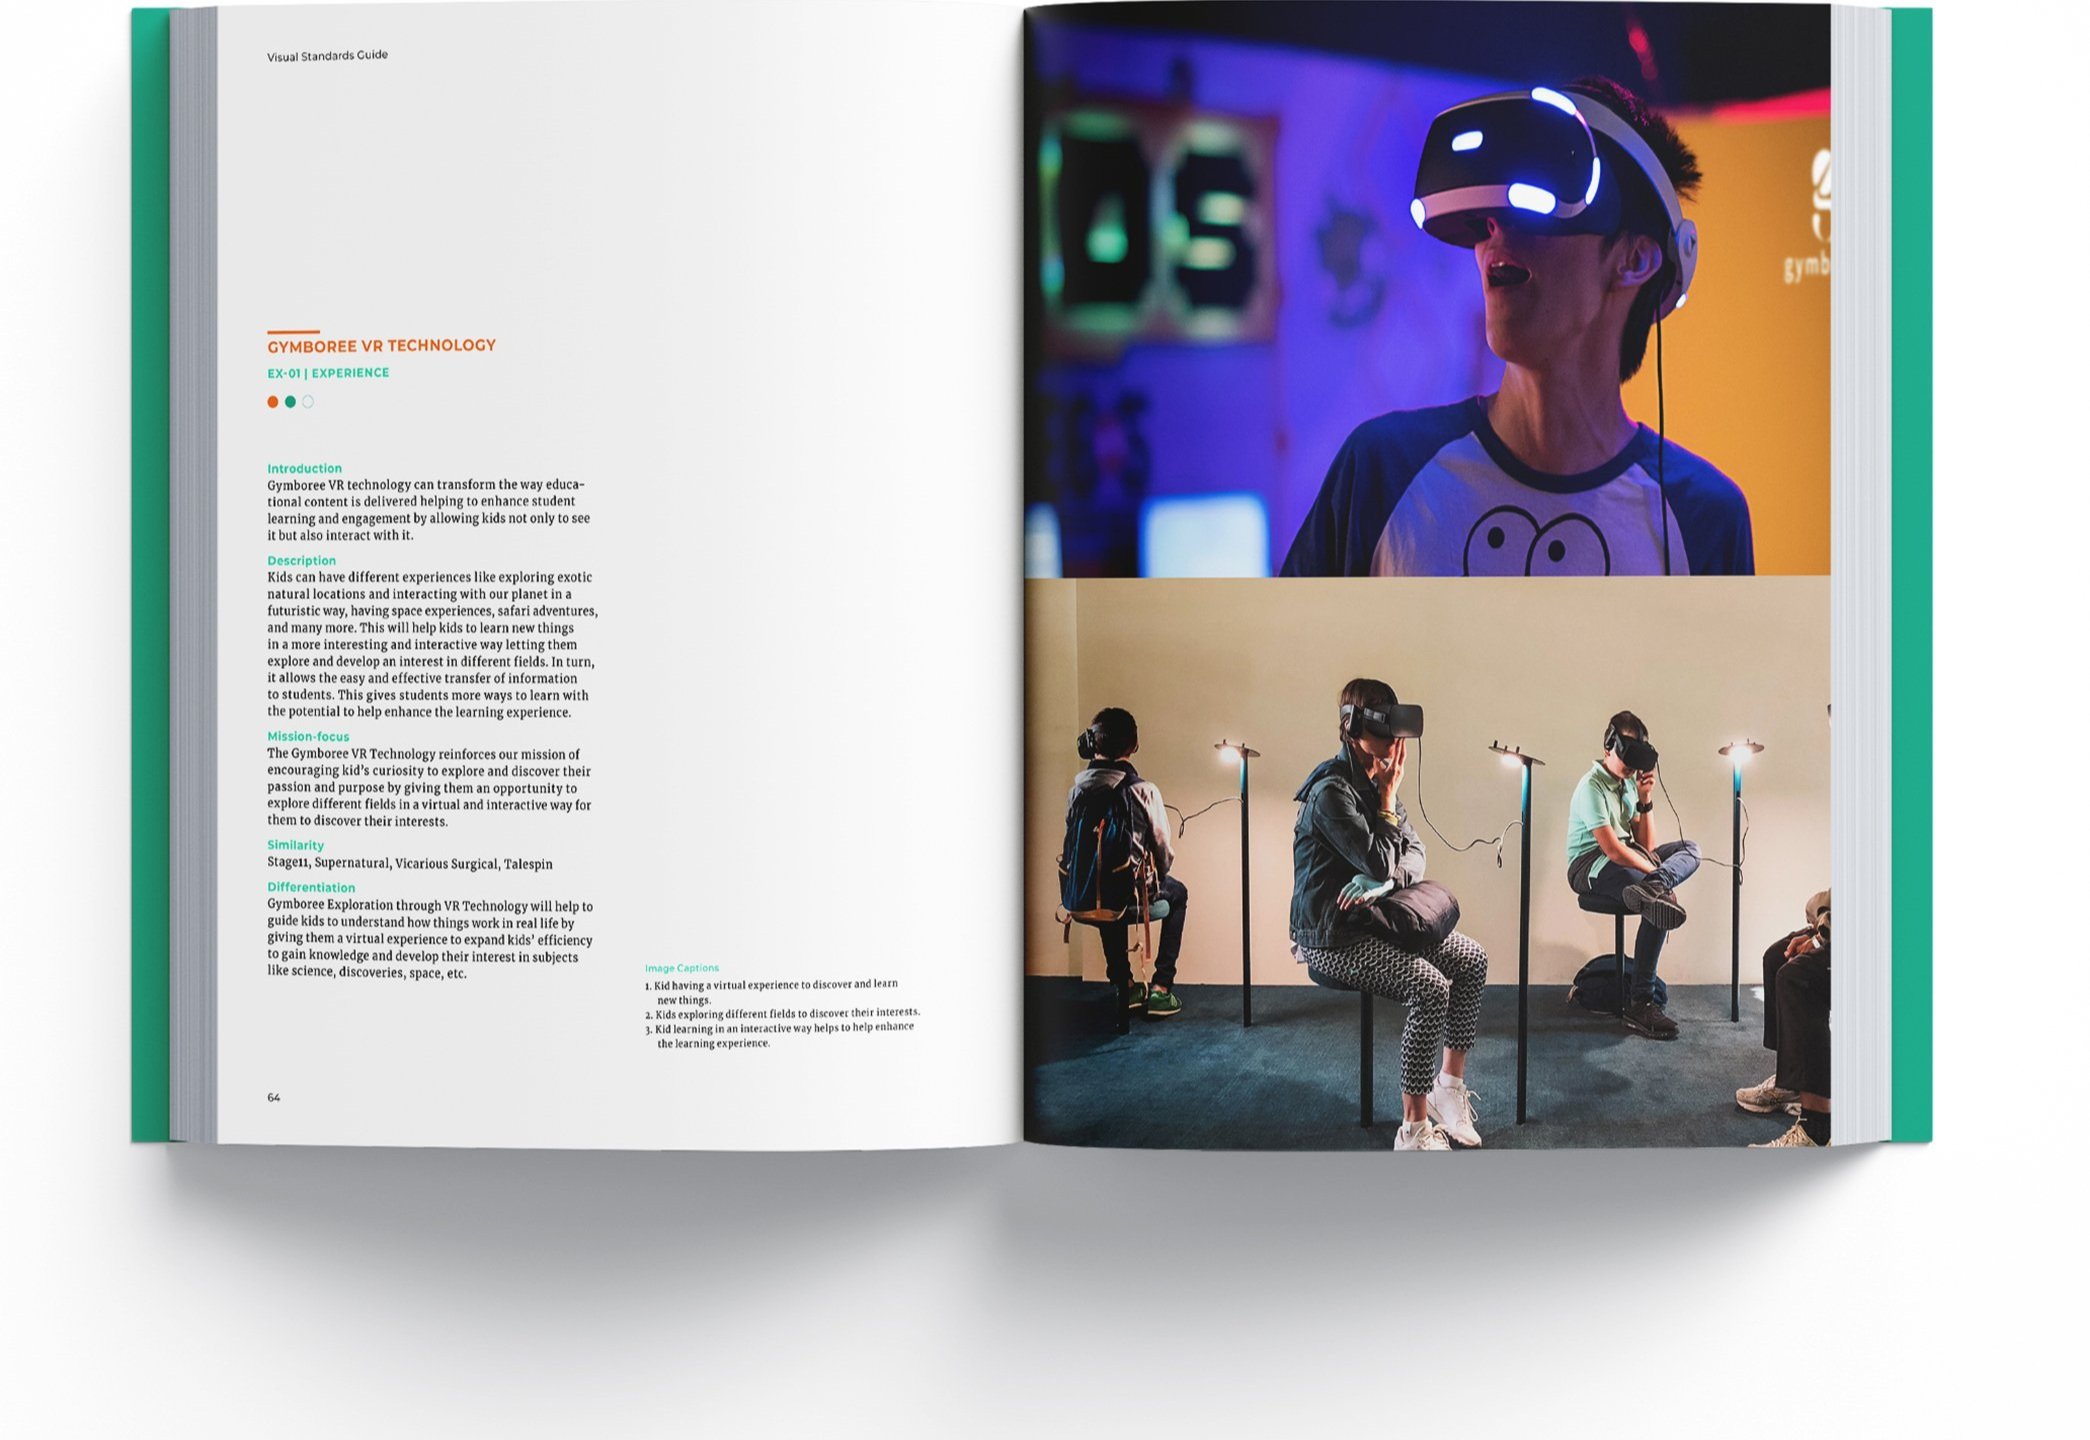 Visual Standards Guide
GYMBOREE VR TECHNOLOGY
EX-01 | EXPERIENCE
Introduction
Gymboree VR technology can transform the way educa-
tional content is delivered helping to enhance student
learning and engagement by allowing kids not only to see
it but also interact with it.
Description
Kids can have different experiences like exploring exotic
natural locations and interacting with our planet in a
futuristic way, having space experiences, safari adventures,
and many more. This will help kids to learn new things
in a more interesting and interactive way letting them
explore and develop an interest in different fields. In turn,
it allows the easy and effective transfer of information
to students. This gives students more ways to learn with
the potential to help enhance the learning experience.
Mission-focus
The Gymboree VR Technology reinforces our mission of
encouraging kid's curiosity to explore and discover their
passion and purpose by giving them an opportunity to
explore different fields in a virtual and interactive way for
them to discover their interests.
Similarity
Stage11, Supernatural, Vicarious Surgical, Talespin
Differentiation
Gymboree Exploration through VR Technology will help to
guide kids to understand how things work in real life by
giving them a virtual experience to expand kids' efficiency
to gain knowledge and develop their interest in subjects
like science, discoveries, space, etc.
Image Captions
1. Kid having a virtual experience to discover and learn
new things.
2. Kids exploring different fields to discover their interests.
3. Kid learning in an interactive way helps to help enhance
the learning experience.
64
gymb